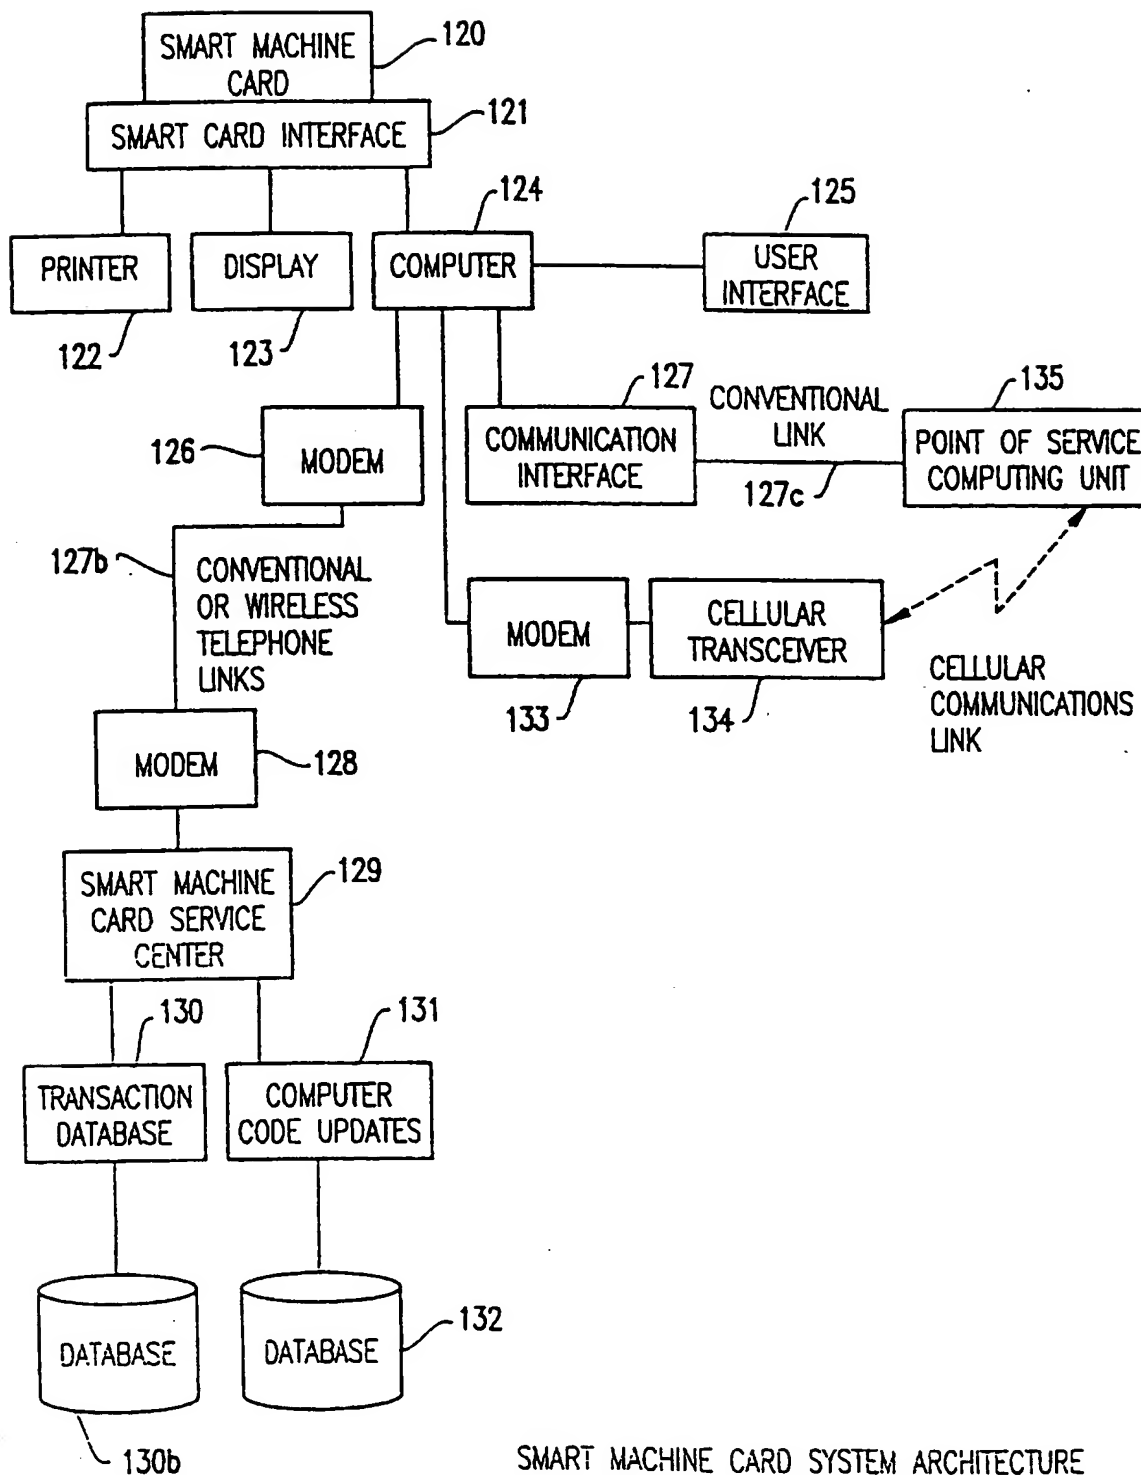 SMART MACHINE
CARD
120
SMART CARD INTERFACE
121
124
125
PRINTER
DISPLAY
COMPUTER
USER
INTERFACE
122
123
127
CONVENTIONAL
LINK
135
126
MODEM
COMMUNICATION
INTERFACE
127c
POINT OF SERVICE
COMPUTING UNIT
127b
CONVENTIONAL
OR WIRELESS
TELEPHONE
LINKS
MODEM
CELLULAR
TRANSCEIVER
133
134
CELLULAR
COMMUNICATIONS
LINK
MODEM
128
SMART MACHINE
CARD SERVICE
CENTER
129
130
131
TRANSACTION
DATABASE
COMPUTER
CODE UPDATES
DATABASE
DATABASE
132
130b
SMART MACHINE CARD SYSTEM ARCHITECTURE